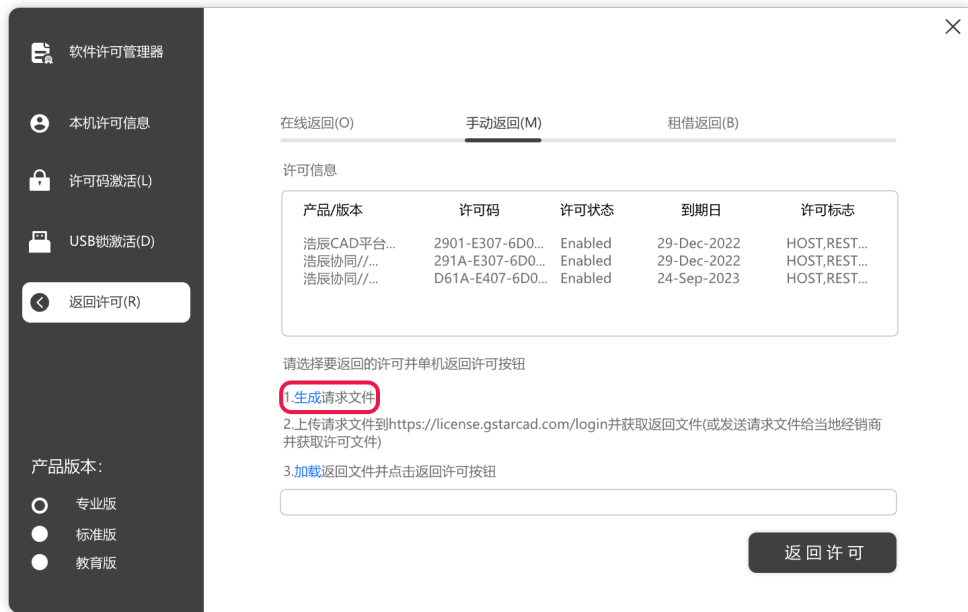 软件许可管理器
本机许可信息
许可码激活(L)
USB锁激活(D)
返回许可(R)
产品版本：
专业版
标准版
教育版
在线返回(O) 手动返回(M) 租借返回(B)
许可信息
产品/版本 许可码 许可状态 到期日 许可标志
浩辰CAD平台... 2901-E307-6D0... Enabled 29-Dec-2022 HOST,REST...
浩辰协同//... 291A-E307-6D0... Enabled 29-Dec-2022 HOST,REST...
浩辰协同//... D61A-E407-6D0... Enabled 24-Sep-2023 HOST,REST...
请选择要返回的许可并单机返回许可按钮
1.生成请求文件
2.上传请求文件到https://license.gstarcad.com/login并获取返回文件(或发送请求文件给当地经销商
并获取许可文件)
3.加载返回文件并点击返回许可按钮
返回许可